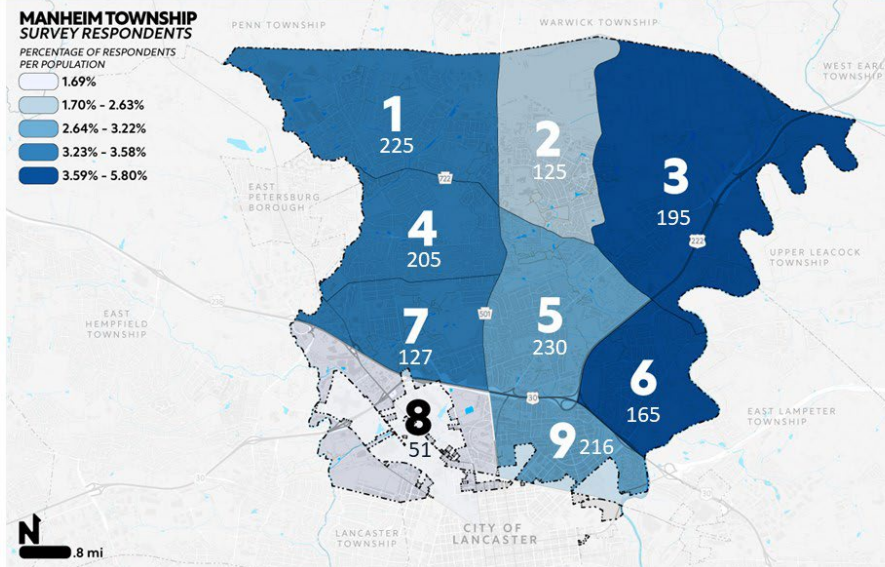 MANHEIM TOWNSHIP
SURVEY RESPONDENTS
PERCENTAGE OF RESPONDENTS
PER POPULATION
1.69%
1.70% - 2.63%
2.64% - 3.22%
3.23% - 3.58%
3.59% - 5.80%
PENN TOWNSHIP
WARWICK TOWNSHIP
WEST EARL
TOWNSHIP
1
225
2
125
3
195
722
EAST
PETERSBURG
BOROUGH
4
205
222
UPPER LEACOCK
TOWNSHIP
EAST
HEMPFIELD
TOWNSHIP
7
127
501
5
230
30
6
165
EAST LAMPETER
TOWNSHIP
8
51
9
216
LANCASTER
TOWNSHIP
CITY OF
LANCASTER
N
.8 mi